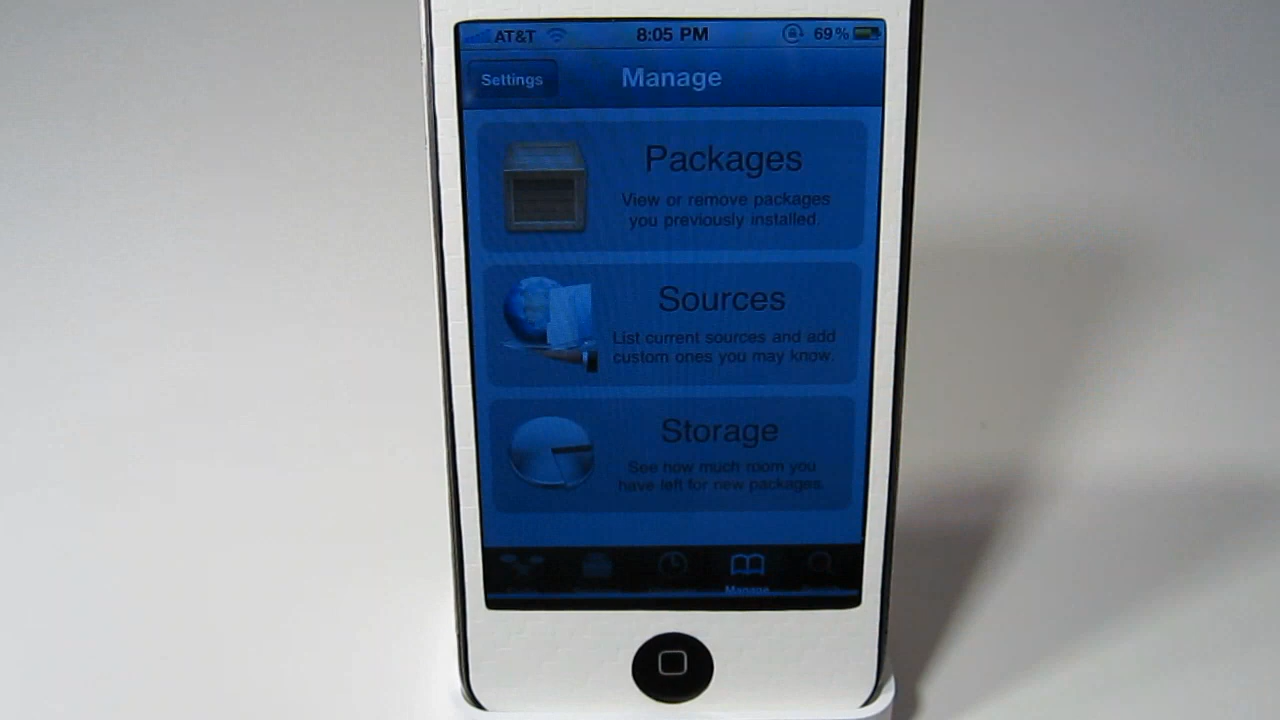 AT&T 8:05 PM 69%
Settings Manage
Packages
View or remove packages
you previously installed.
Sources
List current sources and add
custom ones you may know.
Storage
See how much room you
have left for new packages.
Manage